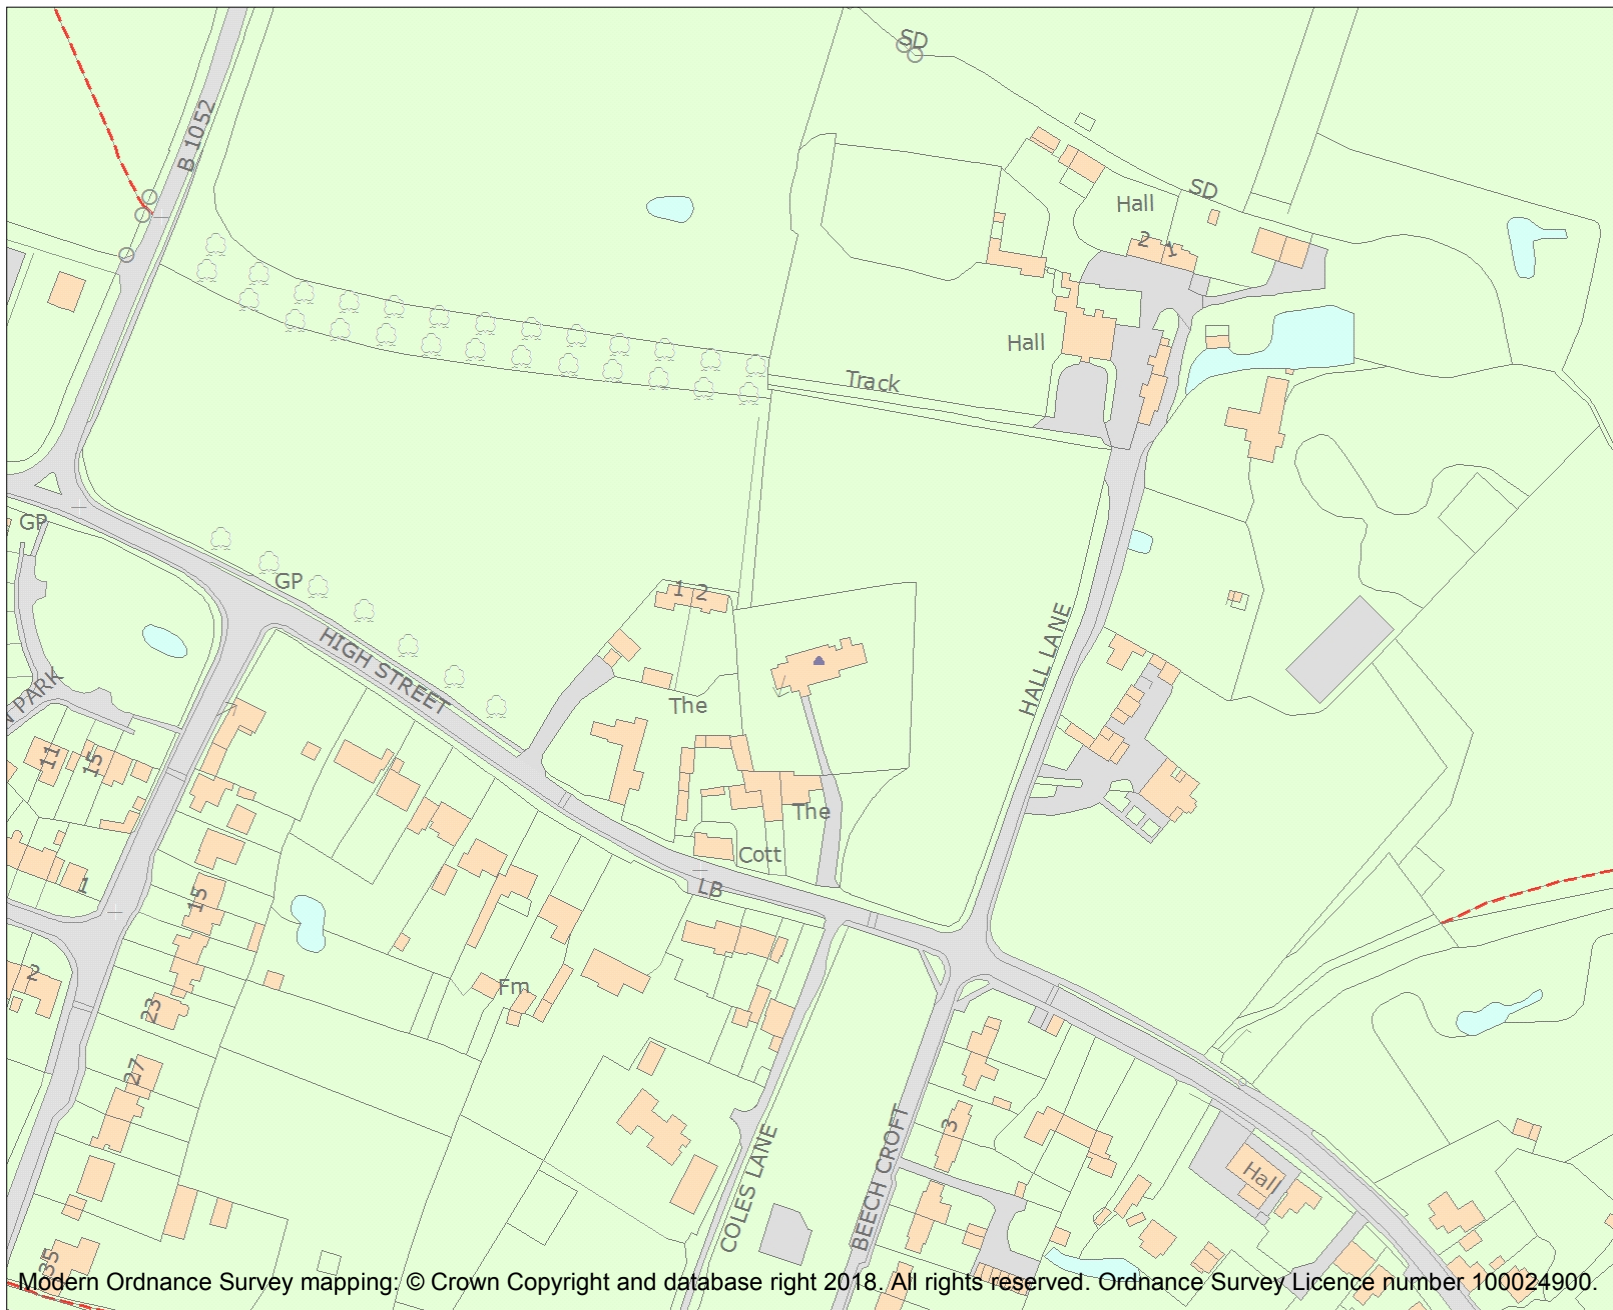 SD
B 1052
SD
Hall
2
1
Hall
Track
GP
GP
1 2
HIGH STREET
HALL LANE
PARK
The
11
15
The
Cott
1
LB
15
2
Fm
23
27
3
COLES LANE
BEECH CROFT
Hall
35
Modern Ordnance Survey mapping: © Crown Copyright and database right 2018. All rights reserved. Ordnance Survey Licence number 100024900.